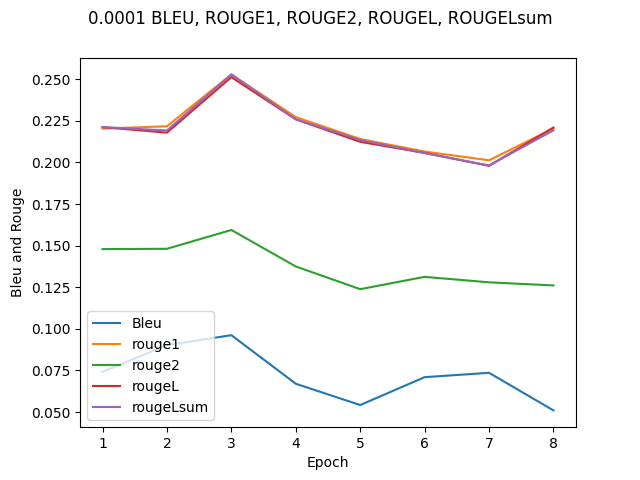 0.0001 BLEU, ROUGE1, ROUGE2, ROUGEL, ROUGELsum
Bleu and Rouge
0.250
0.225
0.200
0.175
0.150
0.125
0.100
0.075
0.050
Bleu
rouge1
rouge2
rougeL
rougeLsum
1 2 3 4 5 6 7 8
Epoch